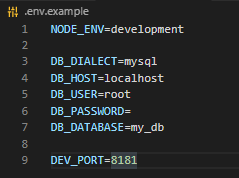 .env.example
1 NODE_ENV=development
2
3 DB_DIALECT=mysql
4 DB_HOST=localhost
5 DB_USER=root
6 DB_PASSWORD=
7 DB_DATABASE=my_db
8
9 DEV_PORT=8181